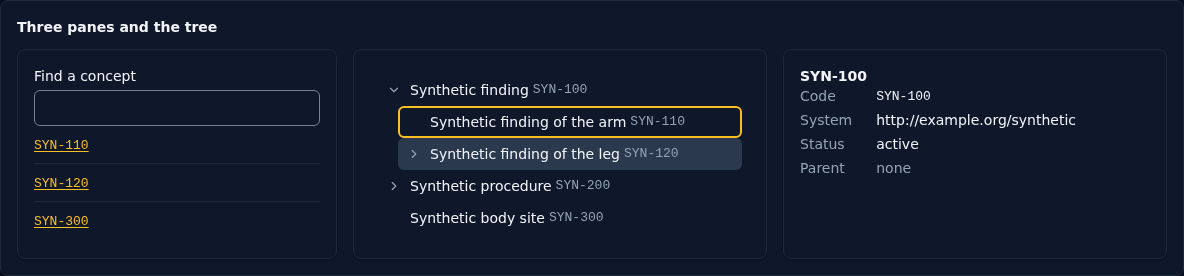 Three panes and the tree
Find a concept
SYN-110
SYN-120
SYN-300
Synthetic finding SYN-100
Synthetic finding of the arm SYN-110
Synthetic finding of the leg SYN-120
Synthetic procedure SYN-200
Synthetic body site SYN-300
SYN-100
Code SYN-100
System http://example.org/synthetic
Status active
Parent none